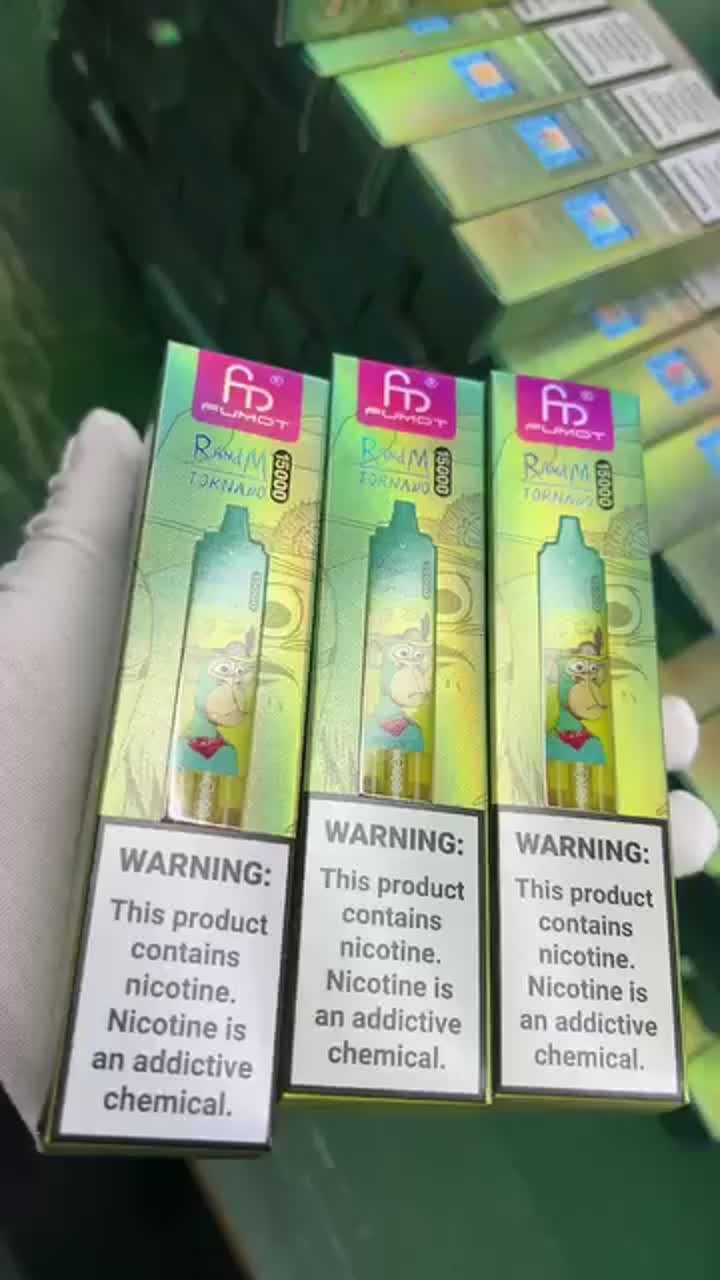 FUMOT
RandM
TORNADO
15000
WARNING:
This product
contains
nicotine.
Nicotine is
an addictive
chemical.
FUMOT
RandM
TORNADO
15000
WARNING:
This product
contains
nicotine.
Nicotine is
an addictive
chemical.
FUMOT
RandM
TORNADO
15000
WARNING:
This product
contains
nicotine.
Nicotine is
an addictive
chemical.